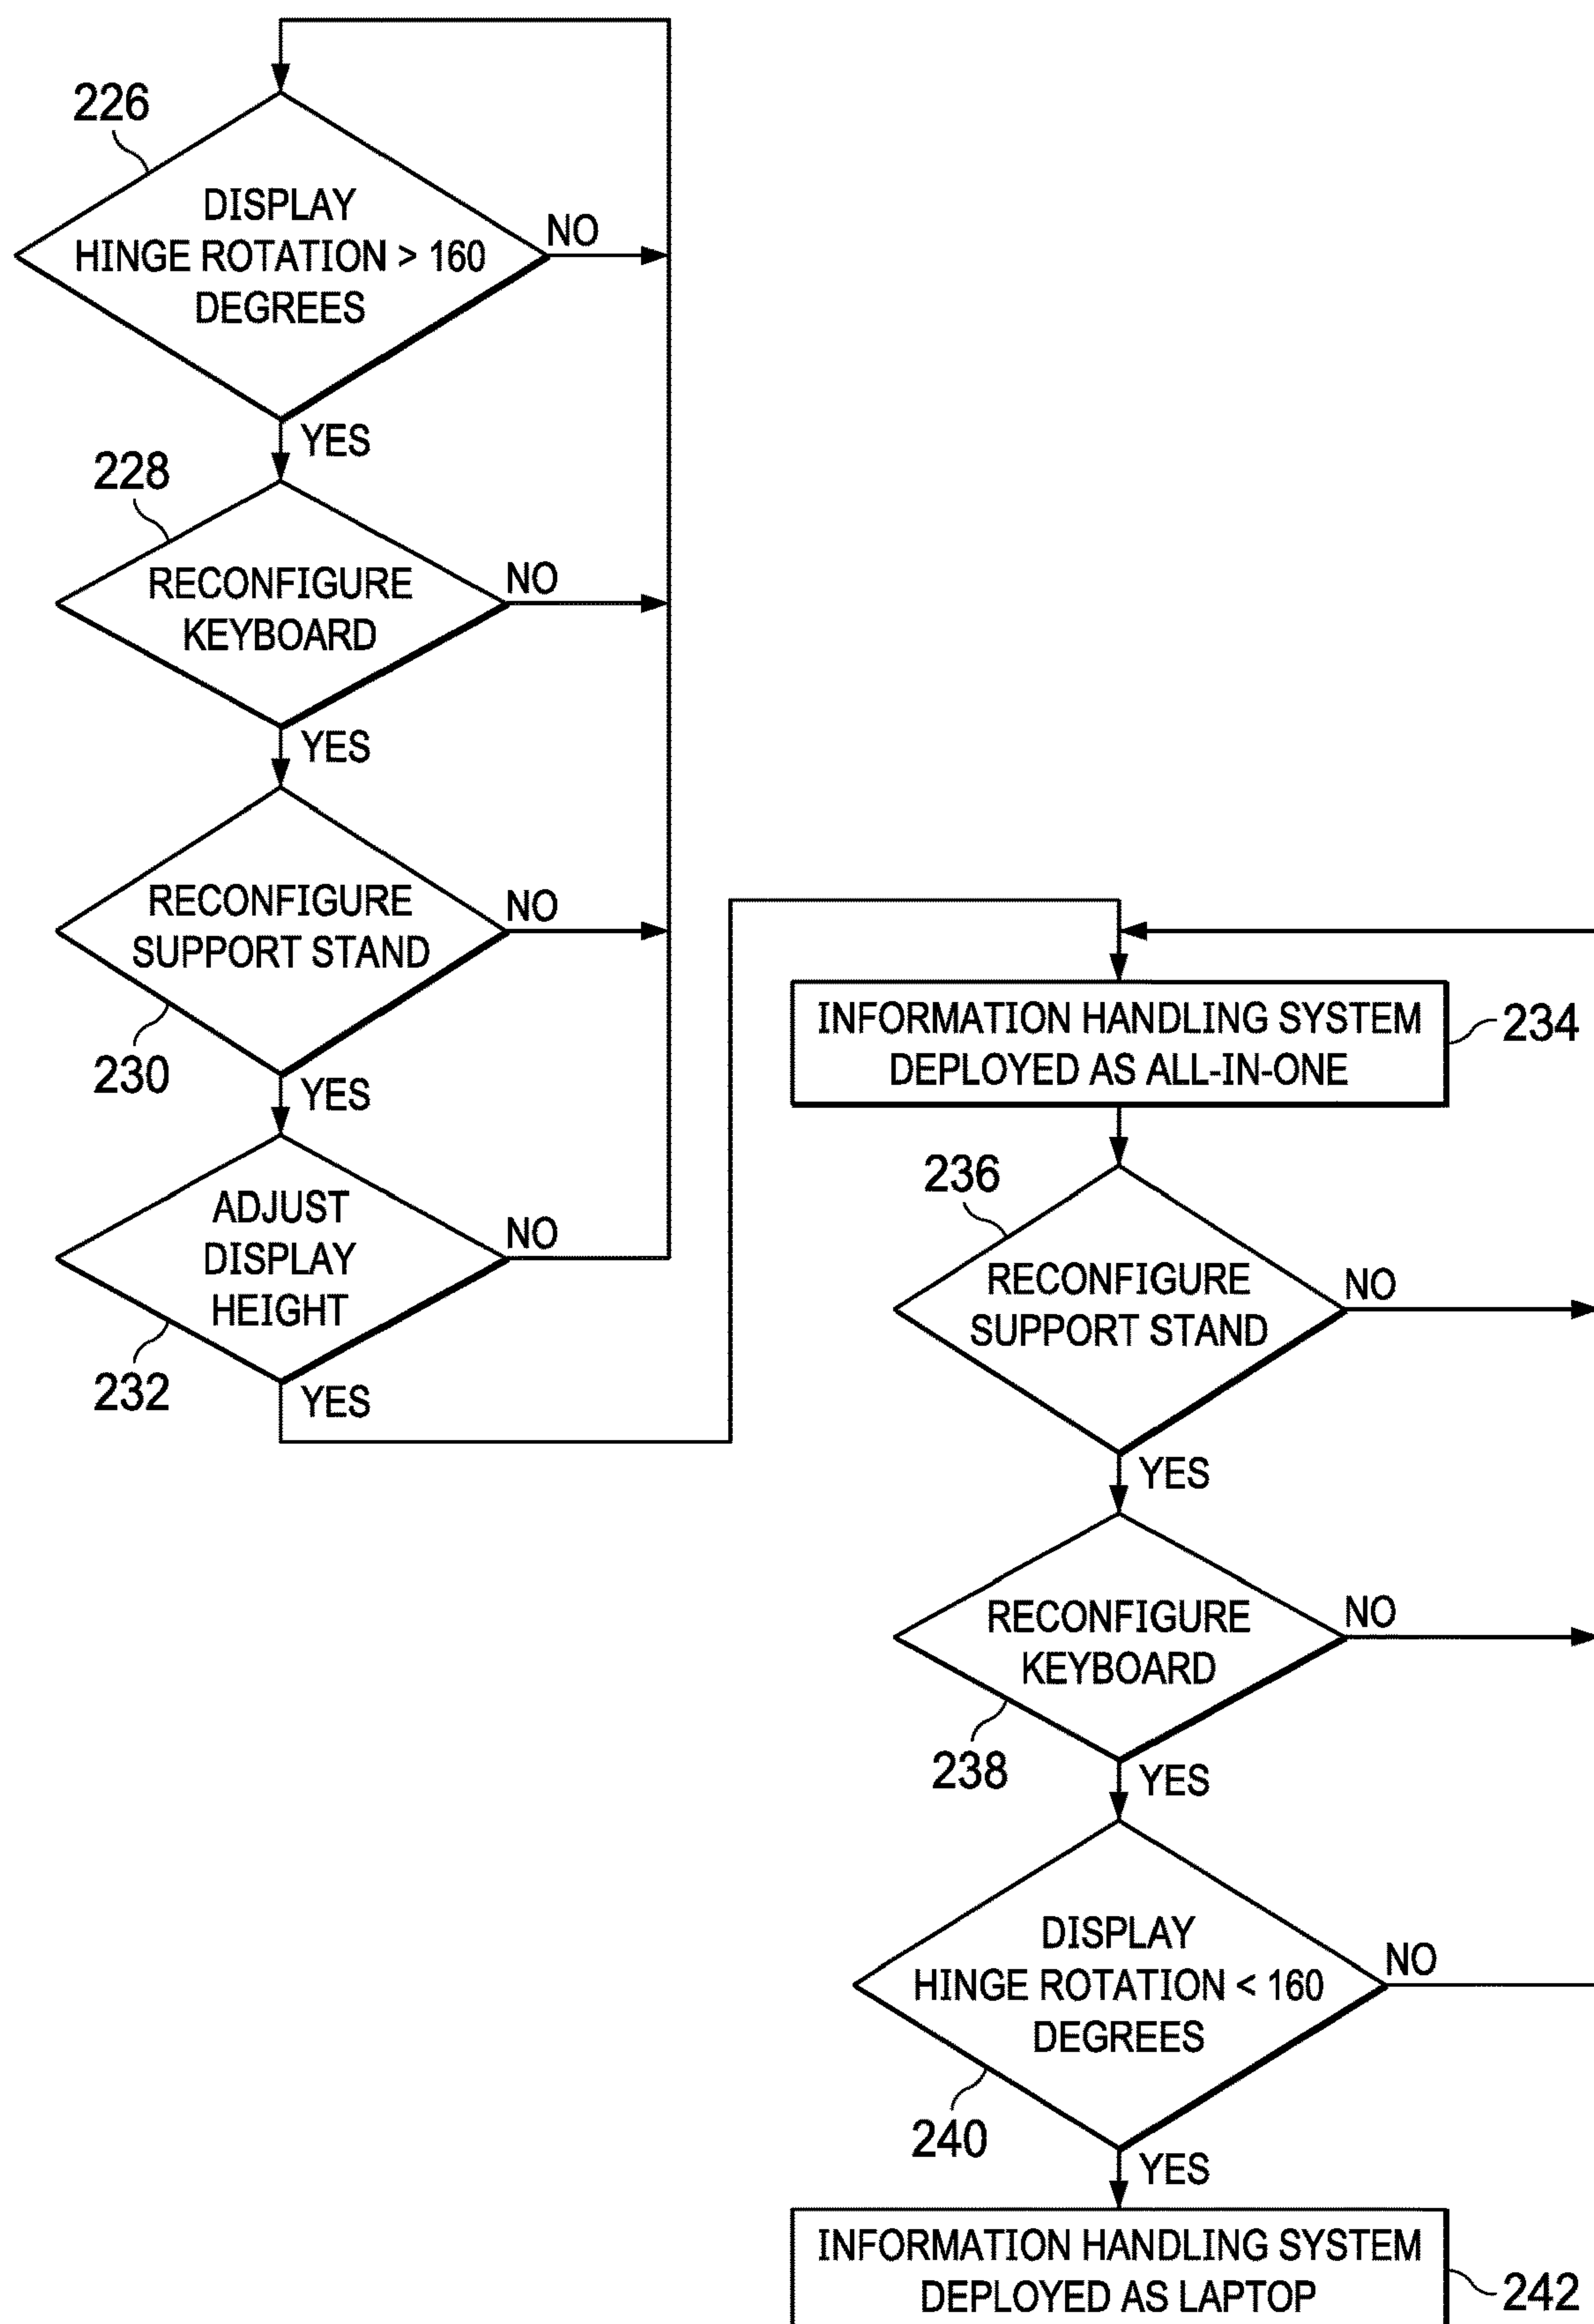 226
DISPLAY
HINGE ROTATION > 160
DEGREES
NO
YES
228
RECONFIGURE
KEYBOARD
NO
YES
RECONFIGURE
SUPPORT STAND
NO
230
YES
ADJUST
DISPLAY
HEIGHT
NO
232
YES
INFORMATION HANDLING SYSTEM
DEPLOYED AS ALL-IN-ONE
234
236
RECONFIGURE
SUPPORT STAND
NO
YES
RECONFIGURE
KEYBOARD
NO
238
YES
DISPLAY
HINGE ROTATION < 160
DEGREES
NO
240
YES
INFORMATION HANDLING SYSTEM
DEPLOYED AS LAPTOP
242